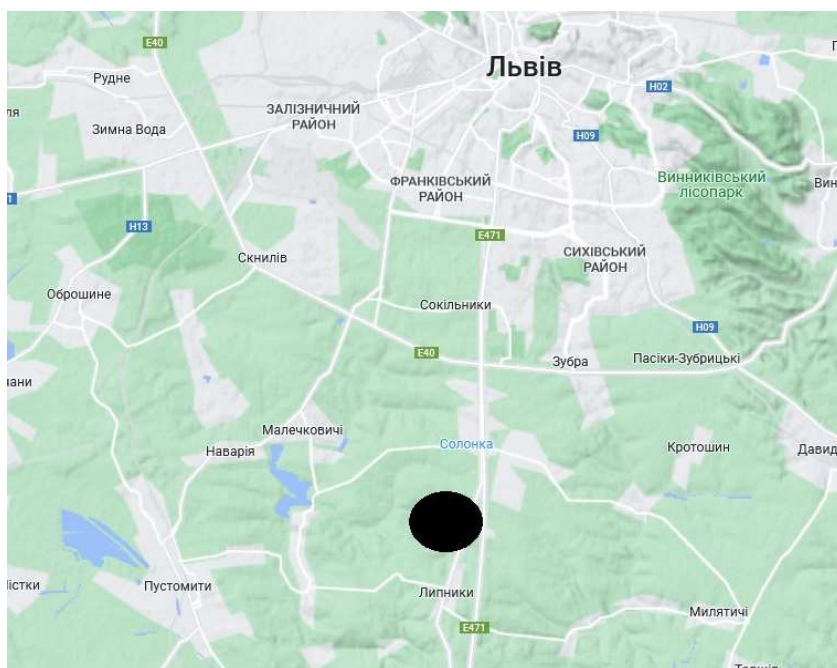 E40
Львів
Рудне
H02
ЗАЛІЗНИЧНИЙ
РАЙОН
Зимна Вода
H09
ФРАНКІВСЬКИЙ
РАЙОН
Винниківський
лісопарк
H13
E471
СИХІВСЬКИЙ
РАЙОН
Скнилів
Оброшине
Сокільники
H09
E40
Зубра
Пасіки-Зубрицькі
Малечковичі
Наварія
Солонка
Кротошин
Давид
Пустомити
Липники
Милятичі
E471